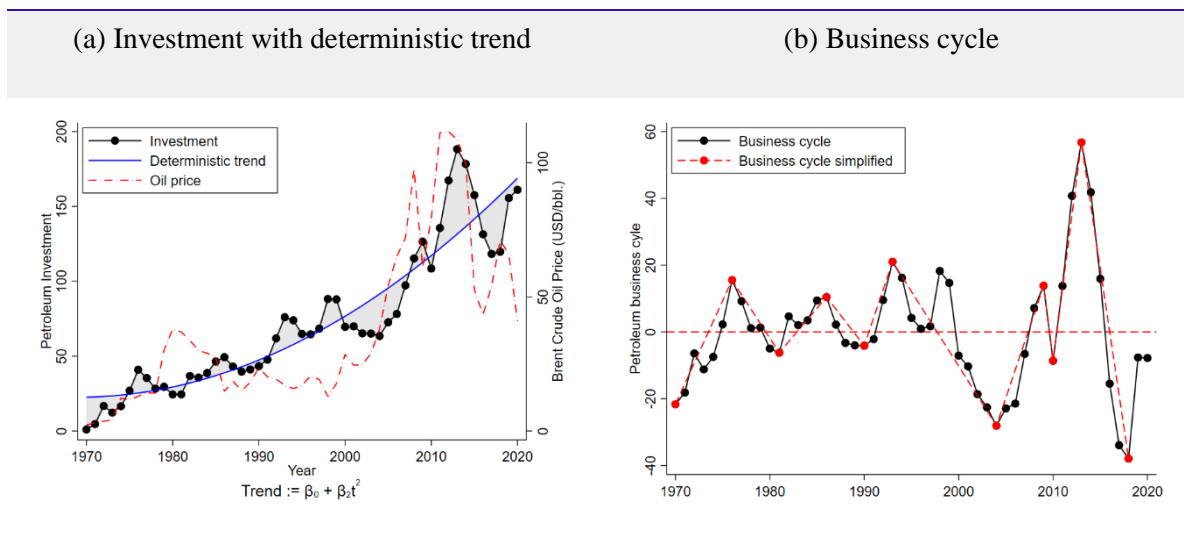 (a) Investment with deterministic trend
(b) Business cycle
Petroleum Investment
200
150
100
50
0
Investment
Deterministic trend
Oil price
100
50
0
Brent Crude Oil Price (USD/bbl.)
1970 1980 1990 2000 2010 2020
Year
Trend := β₀ + β₂t²
Petroleum business cyle
60
40
20
0
-20
-40
Business cycle
Business cycle simplified
1970 1980 1990 2000 2010 2020